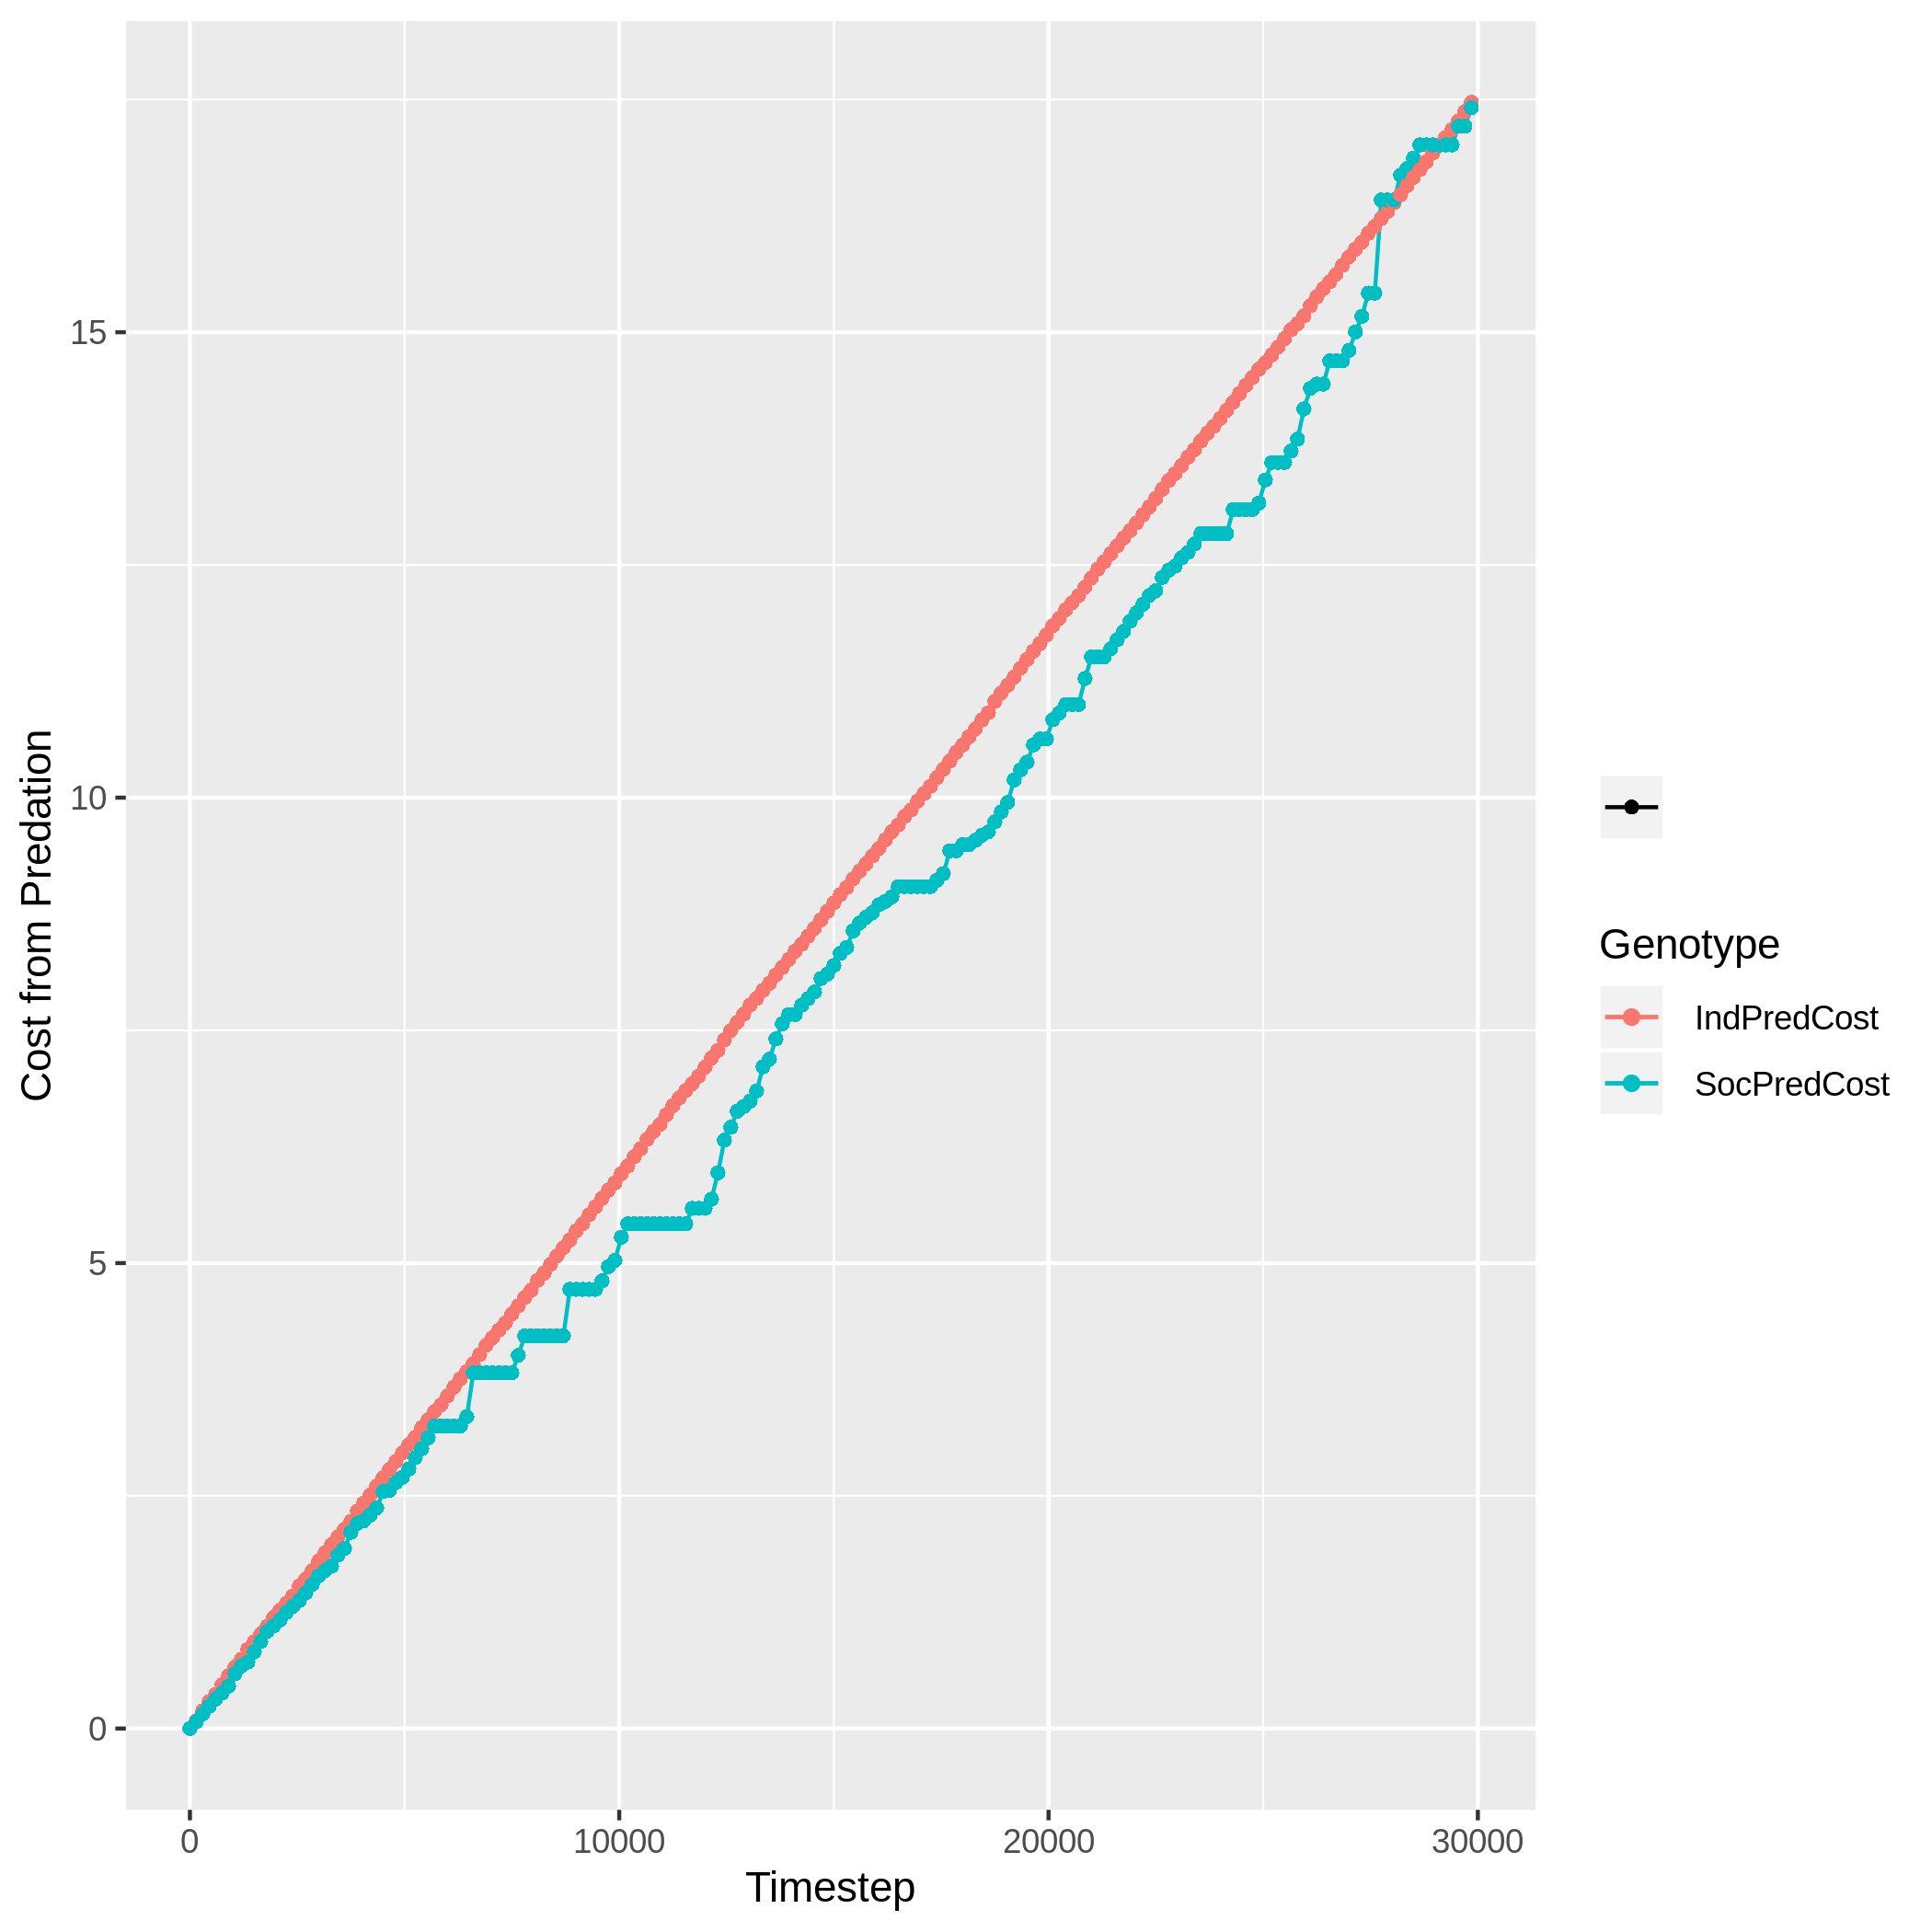 Cost from Predation
15
10
5
0
0 10000 20000 30000
Timestep
Genotype
IndPredCost
SocPredCost